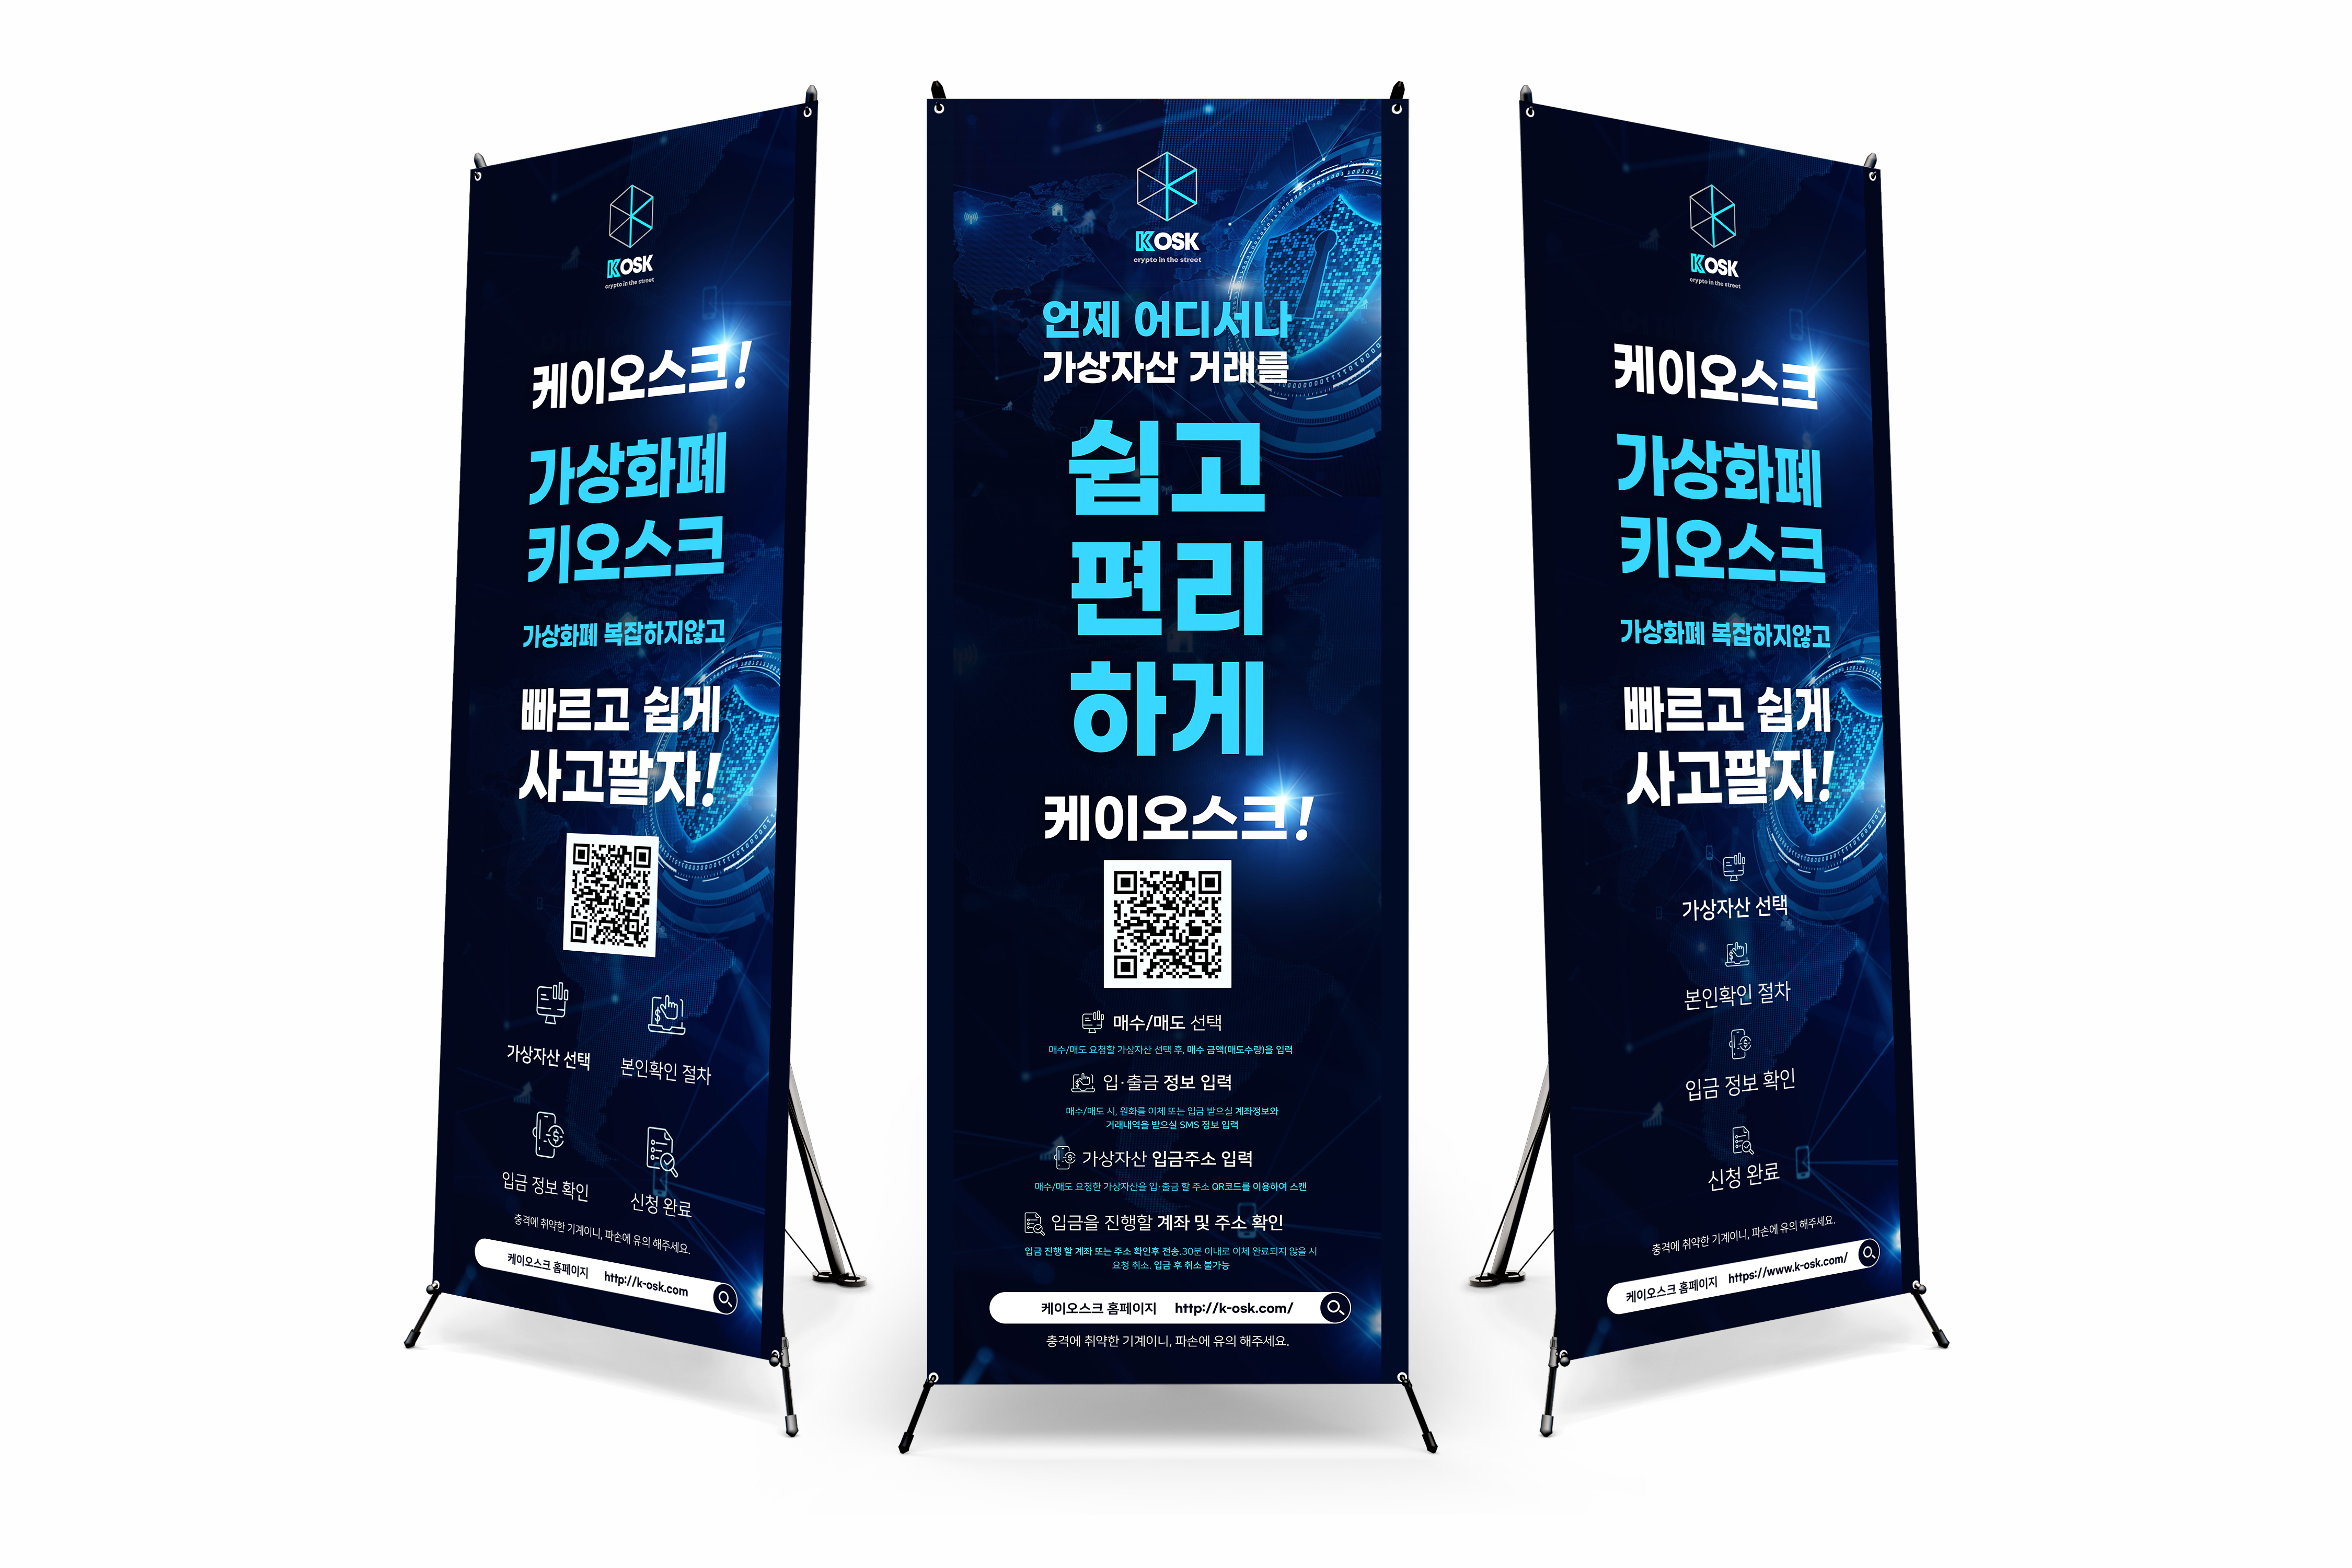 KOSK
crypto in the street
케이오스크!
가상화폐
키오스크
가상화폐 복잡하지않고
빠르고 쉽게
사고팔자!
가상자산 선택
본인확인 절차
입금 정보 확인
신청 완료
충격에 취약한 기계이니, 파손에 유의 해주세요.
케이오스크 홈페이지 http://k-osk.com
KOSK
crypto in the street
언제 어디서나
가상자산 거래를
쉽고
편리
하게
케이오스크!
매수/매도 선택
매수/매도 요청할 가상자산 선택 후, 매수 금액(매도수량)을 입력
입·출금 정보 입력
매수/매도 시, 원화를 이체 또는 입금 받으실 계좌정보와
거래내역을 받으실 SMS 정보 입력
가상자산 입금주소 입력
매수/매도 요청한 가상자산을 입·출금 할 주소 QR코드를 이용하여 스캔
입금을 진행할 계좌 및 주소 확인
입금 진행 할 계좌 또는 주소 확인후 전송.30분 이내로 이체 완료되지 않을 시
요청 취소. 입금 후 취소 불가능
케이오스크 홈페이지 http://k-osk.com/
충격에 취약한 기계이니, 파손에 유의 해주세요.
KOSK
crypto in the street
케이오스크
가상화폐
키오스크
가상화폐 복잡하지않고
빠르고 쉽게
사고팔자!
가상자산 선택
본인확인 절차
입금 정보 확인
신청 완료
충격에 취약한 기계이니, 파손에 유의 해주세요.
케이오스크 홈페이지 https://www.k-osk.com/